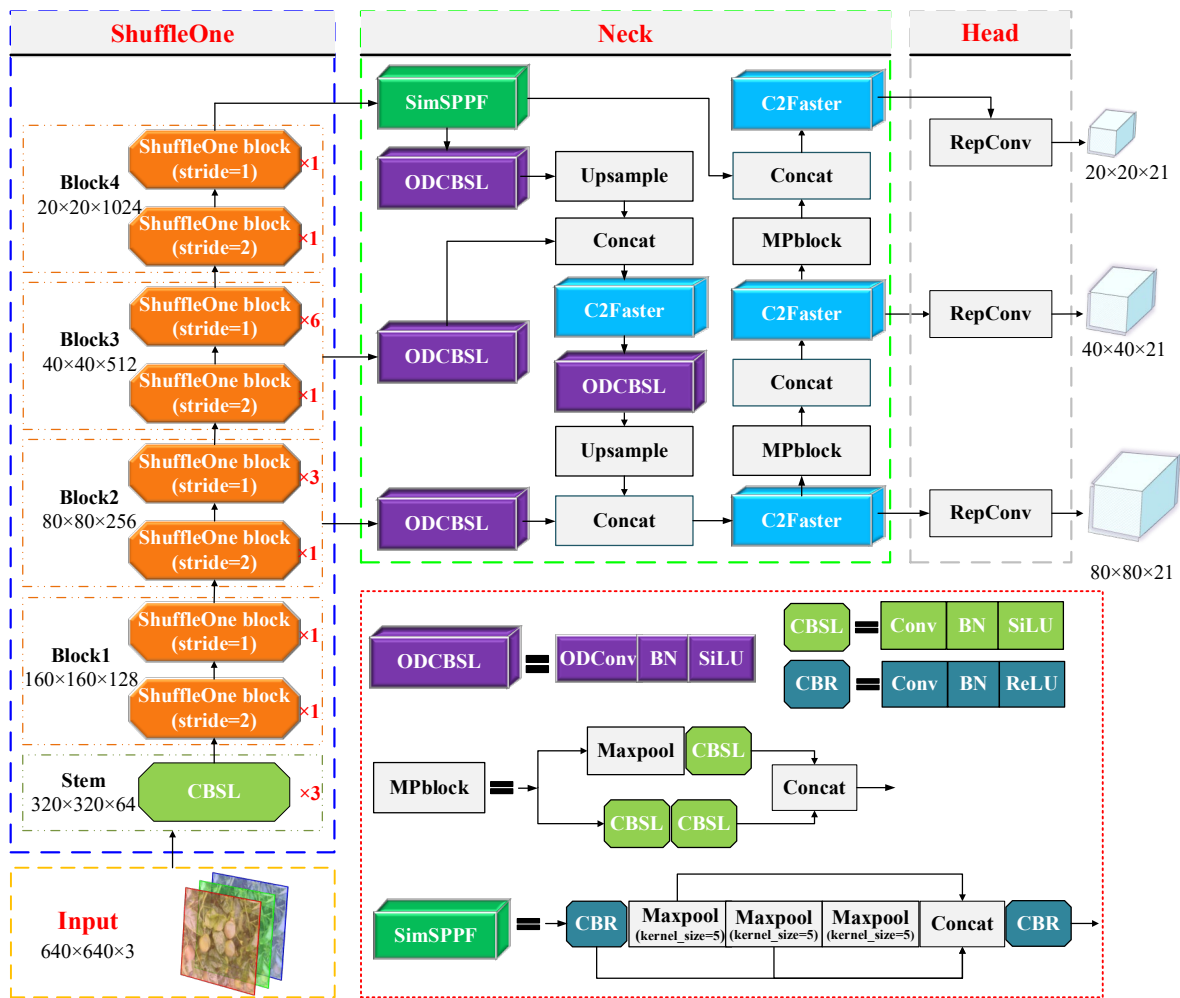 ShuffleOne
Neck
Head
ShuffleOne block
(stride=1)
×1
Block4
20×20×1024
ShuffleOne block
(stride=2)
×1
ShuffleOne block
(stride=1)
×6
Block3
40×40×512
ShuffleOne block
(stride=2)
×1
ShuffleOne block
(stride=1)
×3
Block2
80×80×256
ShuffleOne block
(stride=2)
×1
ShuffleOne block
(stride=1)
×1
Block1
160×160×128
ShuffleOne block
(stride=2)
×1
Stem
320×320×64
CBSL
×3
Input
640×640×3
SimSPPF
C2Faster
ODCBSL
Upsample
Concat
Concat
MPblock
C2Faster
C2Faster
ODCBSL
ODCBSL
Concat
Upsample
MPblock
ODCBSL
Concat
C2Faster
RepConv
20×20×21
RepConv
40×40×21
RepConv
80×80×21
ODCBSL = ODConv BN SiLU
CBSL = Conv BN SiLU
CBR = Conv BN ReLU
MPblock =
Maxpool CBSL
CBSL CBSL
Concat
SimSPPF =
CBR
Maxpool
(kernel_size=5)
Maxpool
(kernel_size=5)
Maxpool
(kernel_size=5)
Concat
CBR